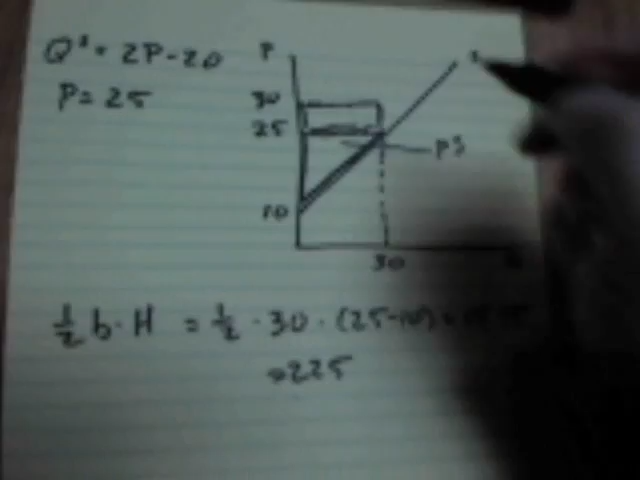 Qˢ = 2P - 20
P = 25
P
30
25
PS
10
30
½ b · H = ½ · 30 · (25-10) =
=225